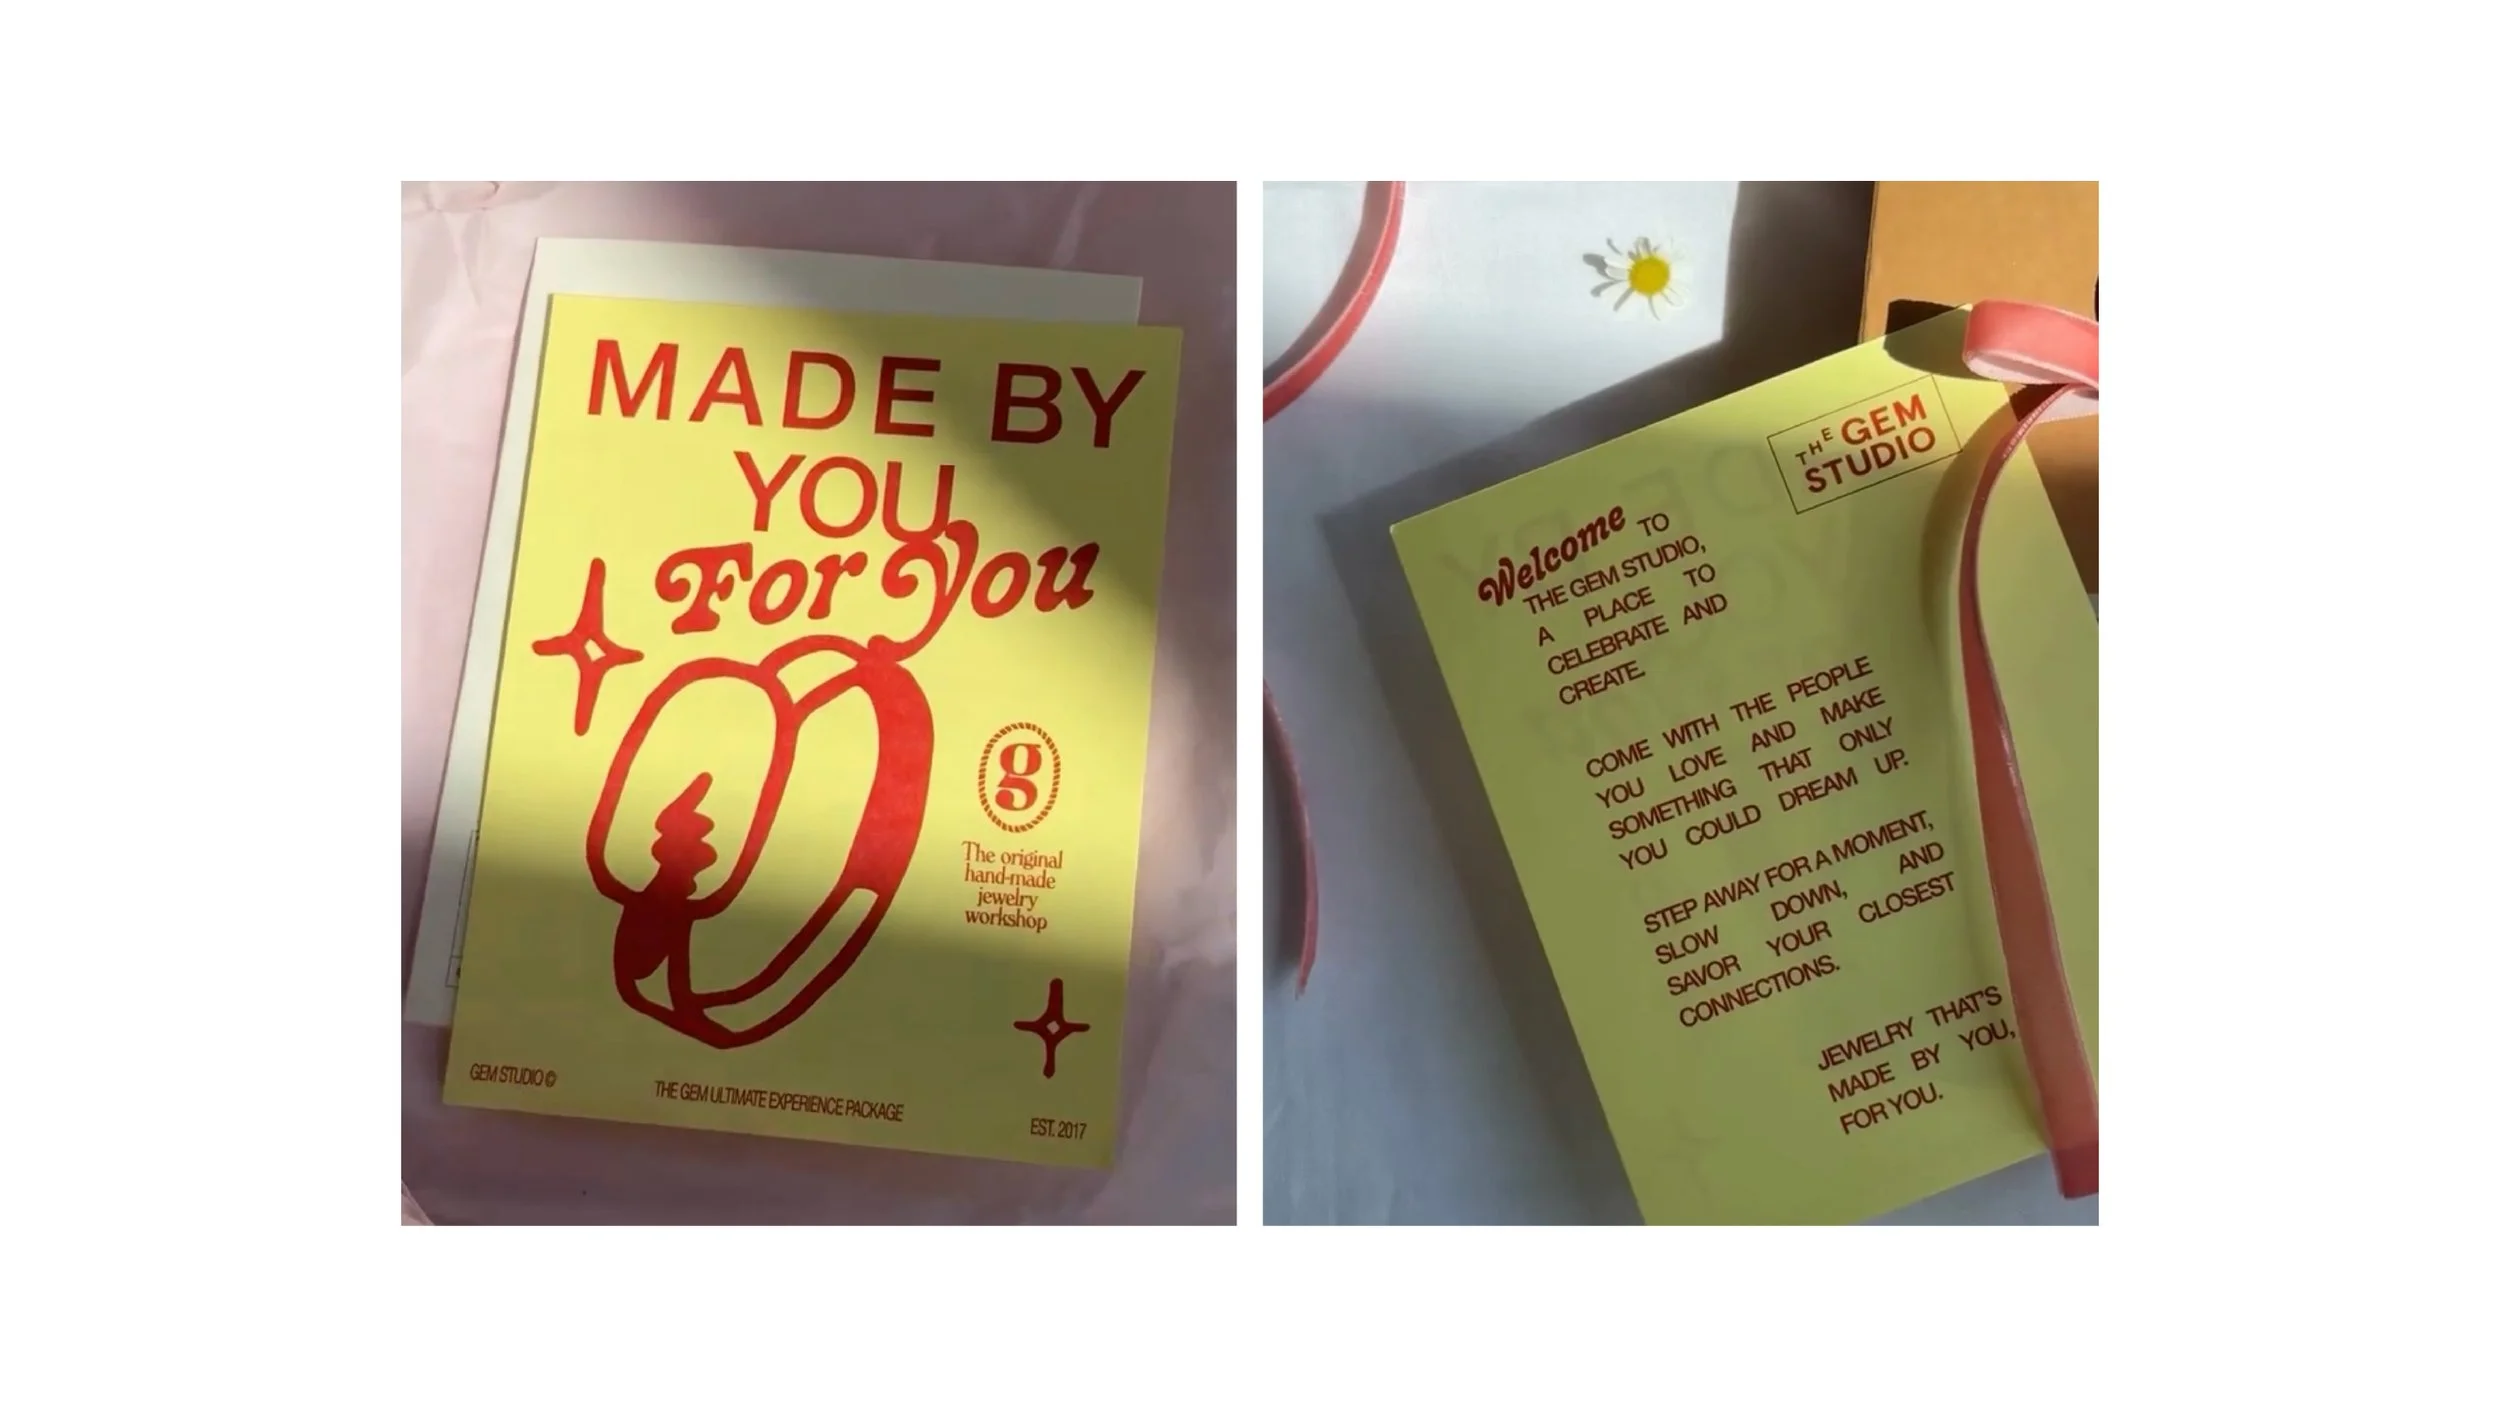 MADE BY
YOU
For You
g
The original
hand-made
jewelry
workshop
GEM STUDIO ©
THE GEM ULTIMATE EXPERIENCE PACKAGE
EST. 2017
THE GEM
STUDIO
Welcome TO
THE GEM STUDIO,
A PLACE TO
CELEBRATE AND
CREATE.
COME WITH THE PEOPLE
YOU LOVE AND MAKE
SOMETHING THAT ONLY
YOU COULD DREAM UP.
STEP AWAY FOR A MOMENT,
SLOW DOWN, AND
SAVOR YOUR CLOSEST
CONNECTIONS.
JEWELRY THAT'S
MADE BY YOU,
FOR YOU.